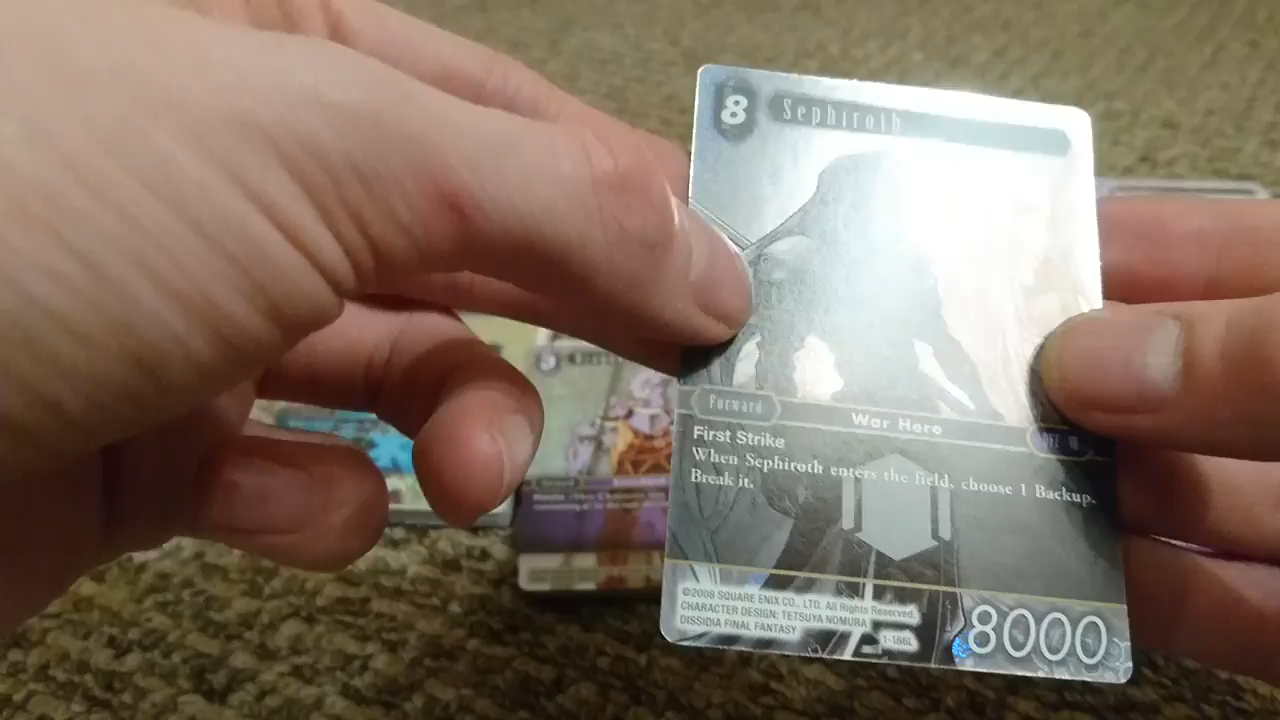 8
Sephiroth
Forward
War Hero
First Strike
When Sephiroth enters the field, choose 1 Backup.
Break it.
©2009 SQUARE ENIX CO., LTD. All Rights Reserved.
CHARACTER DESIGN: TETSUYA NOMURA
DISSIDIA FINAL FANTASY
1-186L
8000